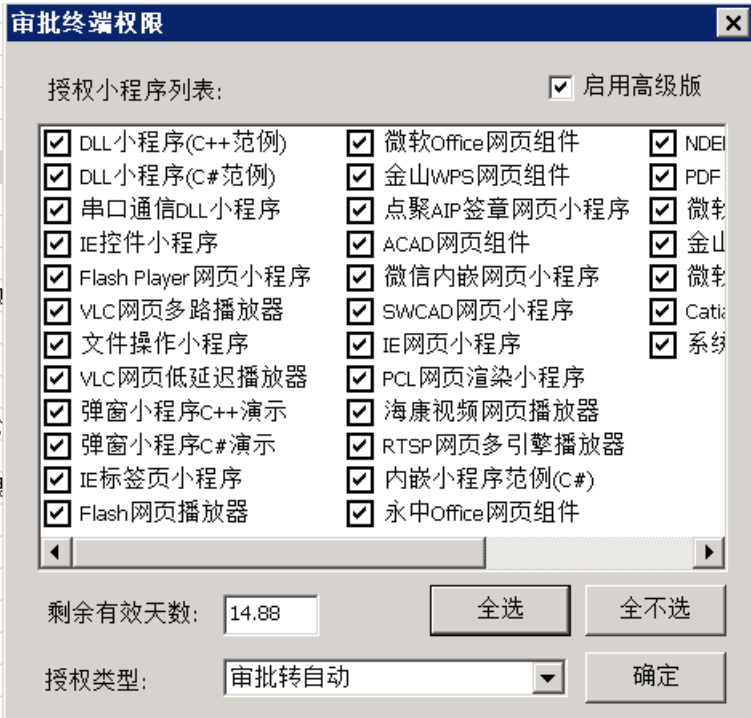 审批终端权限
授权小程序列表:
启用高级版
DLL小程序(C++范例)
DLL小程序(C#范例)
串口通信DLL小程序
IE控件小程序
Flash Player网页小程序
VLC网页多路播放器
文件操作小程序
VLC网页低延迟播放器
弹窗小程序C++演示
弹窗小程序C#演示
IE标签页小程序
Flash网页播放器
微软Office网页组件
金山WPS网页组件
点聚AIP签章网页小程序
ACAD网页组件
微信内嵌网页小程序
SWCAD网页小程序
IE网页小程序
PCL网页渲染小程序
海康视频网页播放器
RTSP网页多引擎播放器
内嵌小程序范例(C#)
永中Office网页组件
PDF
微软
金山
微软
Catia
系统
剩余有效天数:
14.88
全选
全不选
授权类型:
审批转自动
确定